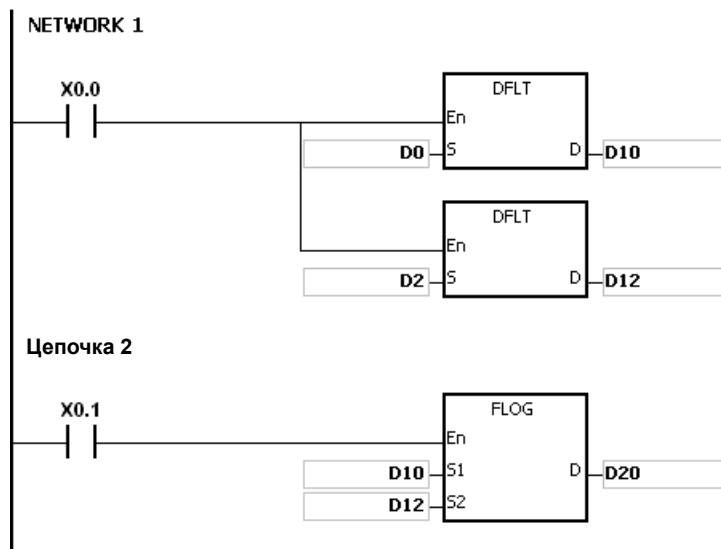 NETWORK 1
X0.0
DFLT
En
D0 S D D10
DFLT
En
D2 S D D12
Цепочка 2
X0.1
FLOG
En
D10 S1 D D20
D12 S2